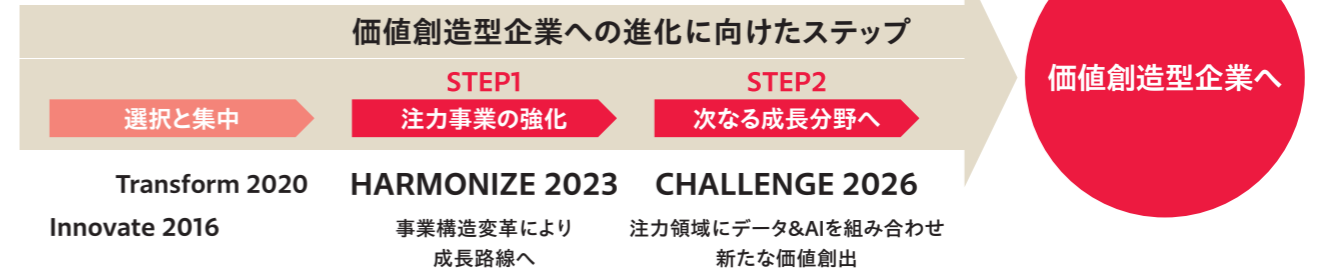 価値創造型企業への進化に向けたステップ
価値創造型企業へ
STEP1
STEP2
選択と集中
注力事業の強化
次なる成長分野へ
Transform 2020
Innovate 2016
HARMONIZE 2023
事業構造変革により
成長路線へ
CHALLENGE 2026
注力領域にデータ&AIを組み合わせ
新たな価値創出